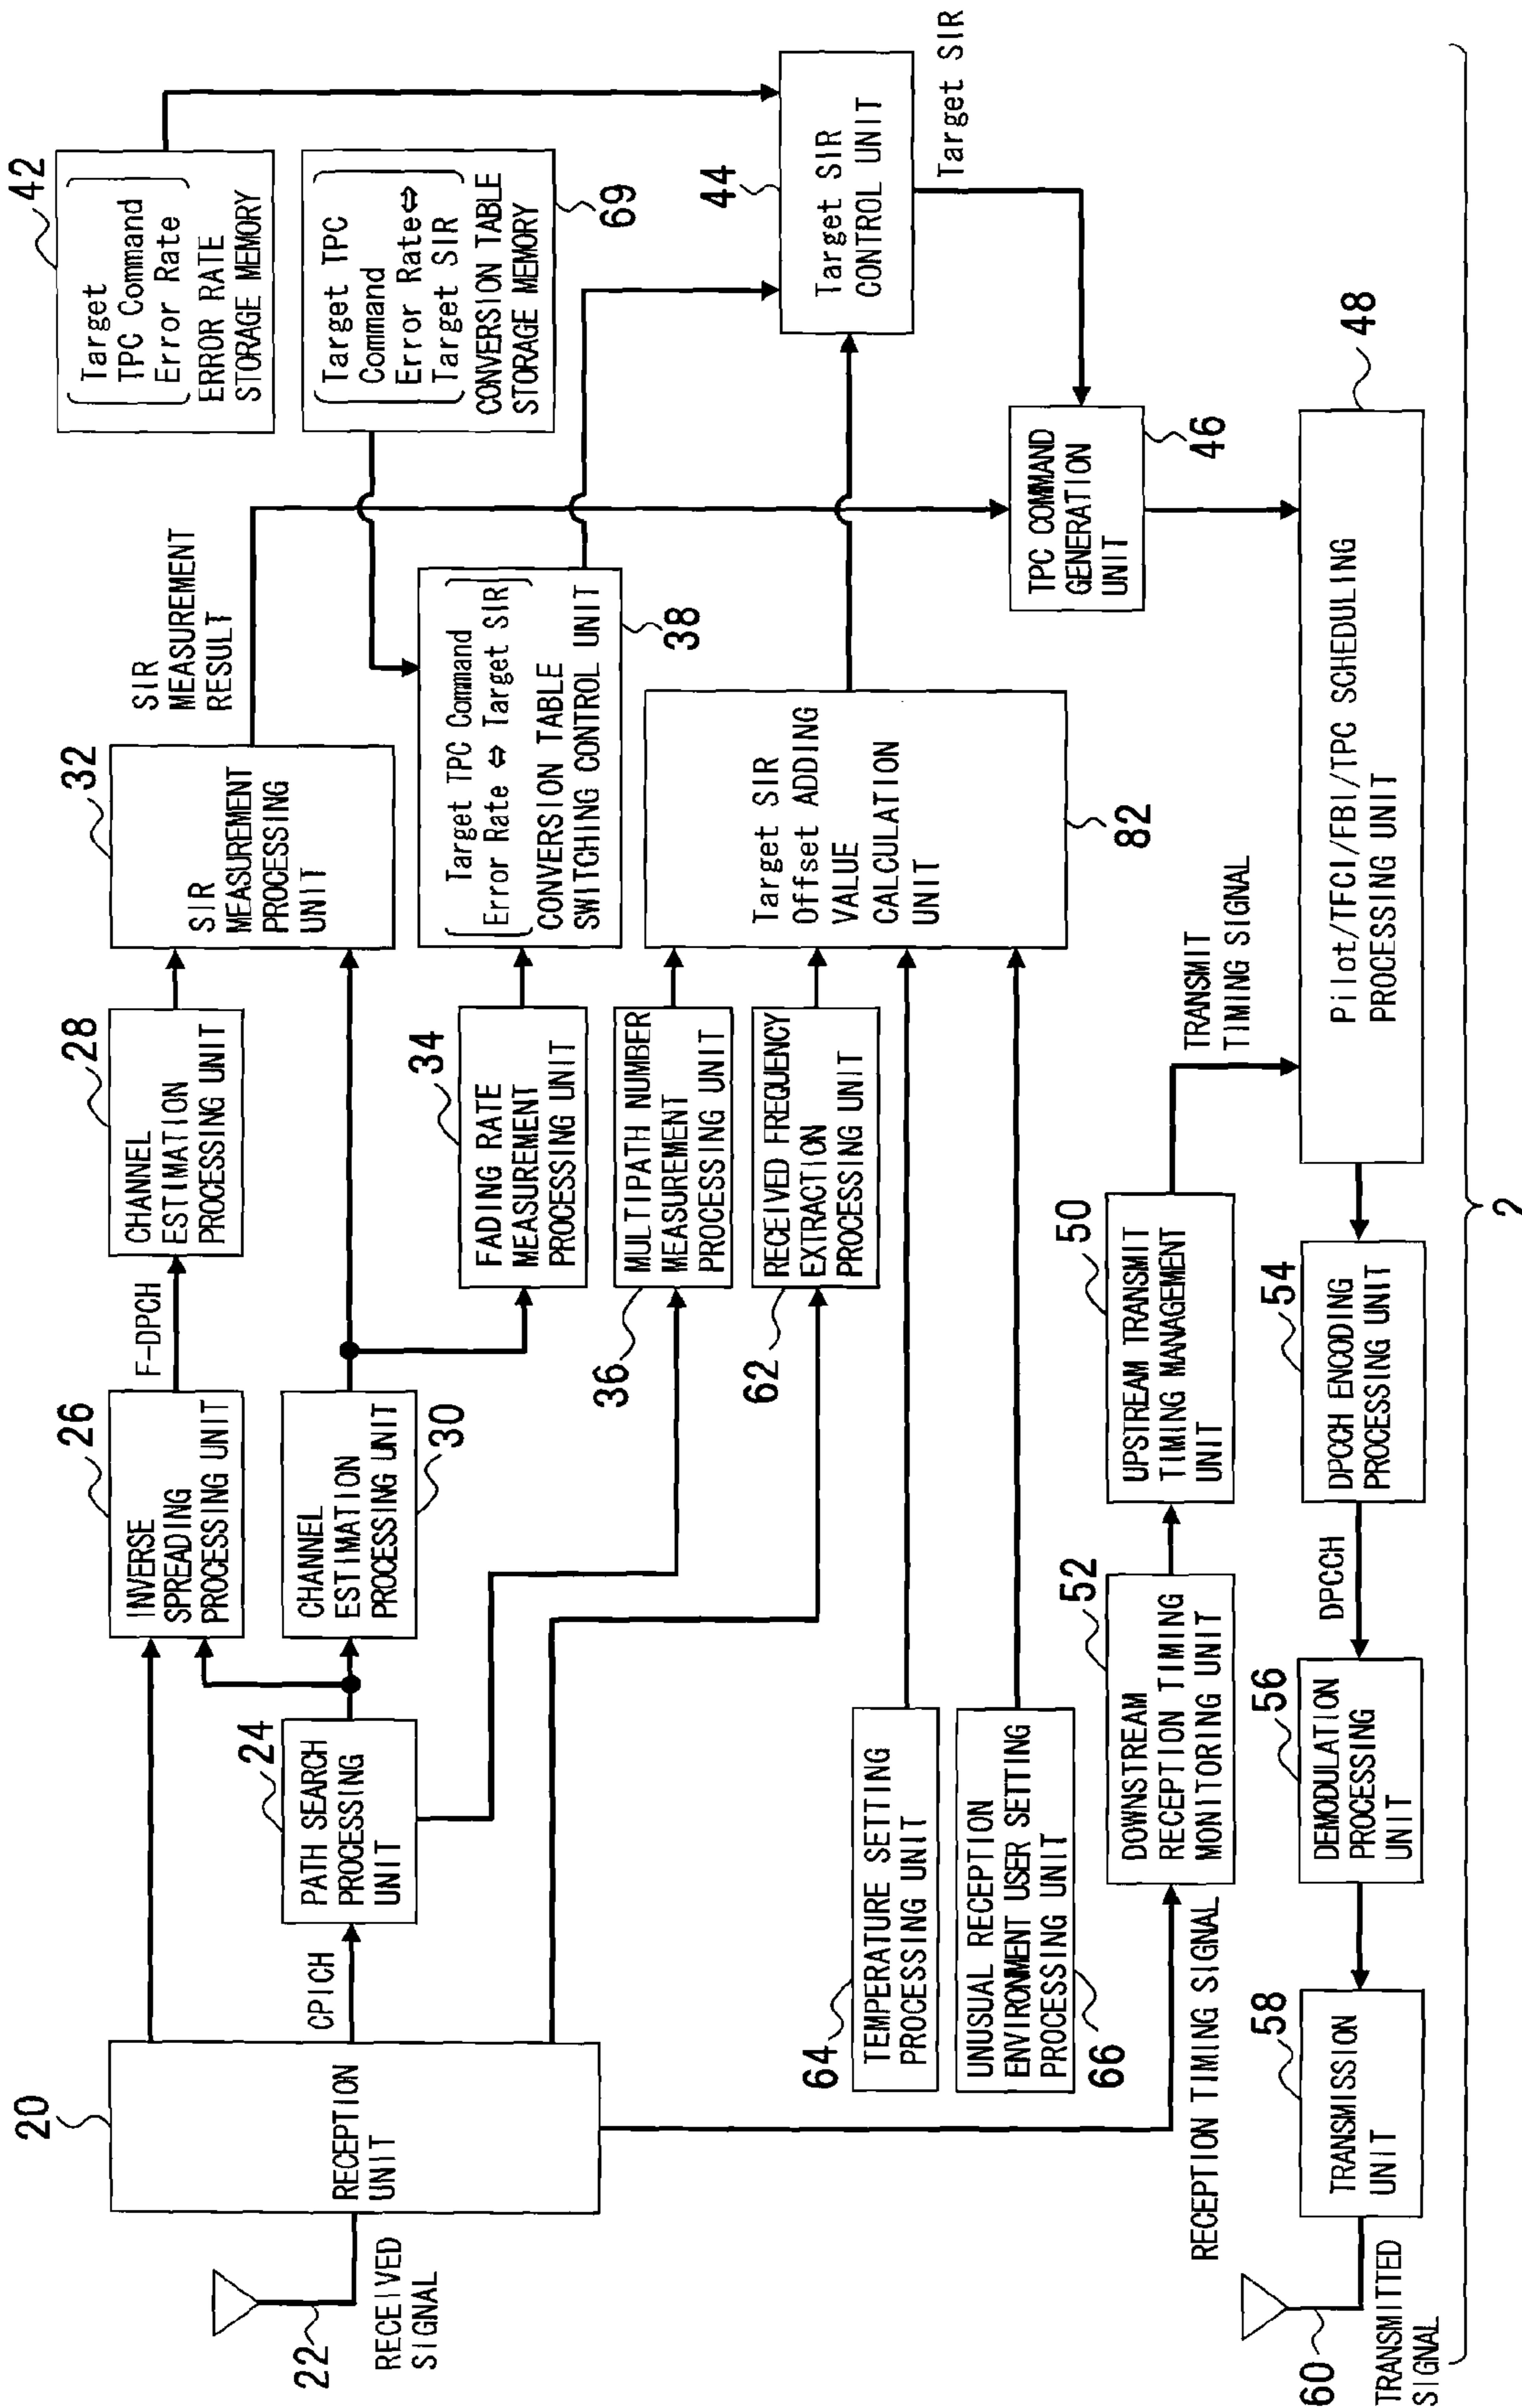 20
RECEPTION
UNIT
22
RECEIVED
SIGNAL
CPICH
24
PATH SEARCH
PROCESSING
UNIT
26
INVERSE
SPREADING
PROCESSING UNIT
F-DPCH
28
CHANNEL
ESTIMATION
PROCESSING UNIT
30
CHANNEL
ESTIMATION
PROCESSING UNIT
32
SIR
MEASUREMENT
PROCESSING
UNIT
SIR
MEASUREMENT
RESULT
34
FADING RATE
MEASUREMENT
PROCESSING UNIT
36
MULTIPATH NUMBER
MEASUREMENT
PROCESSING UNIT
62
RECEIVED FREQUENCY
EXTRACTION
PROCESSING UNIT
38
Target TPC Command
Error Rate ⇔ Target SIR
CONVERSION TABLE
SWITCHING CONTROL UNIT
42
Target
TPC Command
Error Rate
ERROR RATE
STORAGE MEMORY
69
Target TPC
Command
Error Rate⇔
Target SIR
CONVERSION TABLE
STORAGE MEMORY
82
Target SIR
Offset ADDING
VALUE
CALCULATION
UNIT
44
Target SIR
CONTROL UNIT
Target SIR
64
TEMPERATURE SETTING
PROCESSING UNIT
66
UNUSUAL RECEPTION
ENVIRONMENT USER SETTING
PROCESSING UNIT
46
TPC COMMAND
GENERATION
UNIT
RECEPTION TIMING SIGNAL
52
DOWNSTREAM
RECEPTION TIMING
MONITORING UNIT
50
UPSTREAM TRANSMIT
TIMING MANAGEMENT
UNIT
TRANSMIT
TIMING SIGNAL
48
Pilot/TFCI/FBI/TPC SCHEDULING
PROCESSING UNIT
54
DPCCH ENCODING
PROCESSING UNIT
DPCCH
56
DEMODULATION
PROCESSING
UNIT
58
TRANSMISSION
UNIT
60
TRANSMITTED
SIGNAL
2